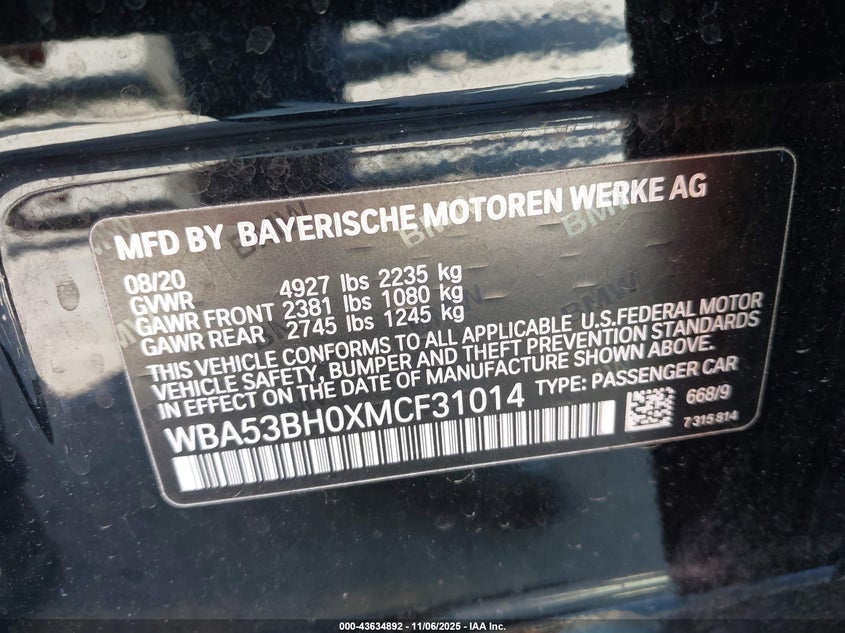 MFD BY BAYERISCHE MOTOREN WERKE AG
08/20
GVWR 4927 lbs 2235 kg
GAWR FRONT 2381 lbs 1080 kg
GAWR REAR 2745 lbs 1245 kg
THIS VEHICLE CONFORMS TO ALL APPLICABLE U.S.FEDERAL MOTOR
VEHICLE SAFETY, BUMPER AND THEFT PREVENTION STANDARDS
IN EFFECT ON THE DATE OF MANUFACTURE SHOWN ABOVE.
WBA53BH0XMCF31014 TYPE: PASSENGER CAR
668/9
7 315 814
000-43634892 - 11/06/2025 - IAA Inc.